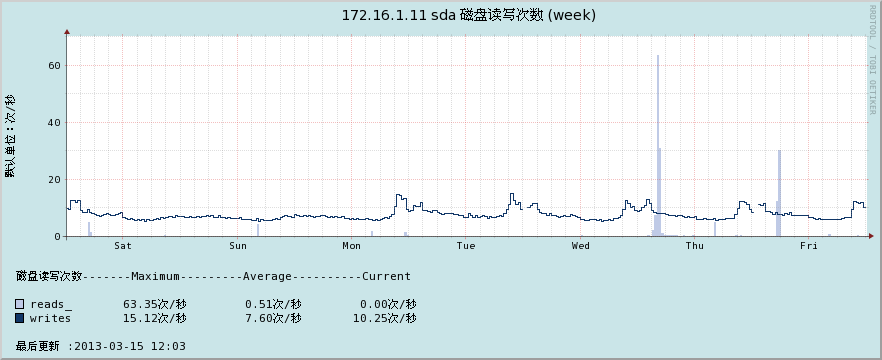 172.16.1.11 sda 磁盘读写次数 (week)
RRDTOOL / TOBI OETIKER
默认单位：次/秒
60
40
20
0
Sat Sun Mon Tue Wed Thu Fri
磁盘读写次数-------Maximum---------Average----------Current
reads_ 63.35次/秒 0.51次/秒 0.00次/秒
writes 15.12次/秒 7.60次/秒 10.25次/秒
最后更新 :2013-03-15 12:03